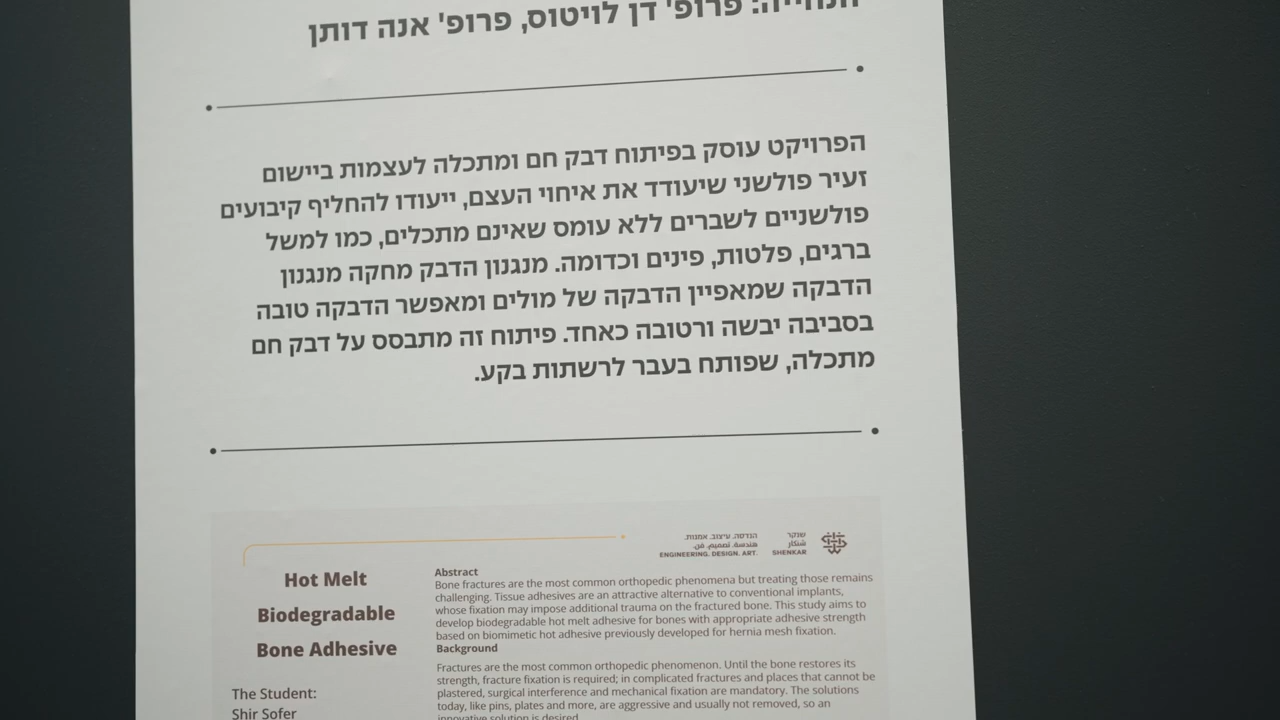 הנחייה: פרופ' דן לויטוס, פרופ' אנה דותן
הפרויקט עוסק בפיתוח דבק חם ומתכלה לעצמות ביישום
זעיר פולשני שיעודד את איחוי העצם, ייעודו להחליף קיבועים
פולשניים לשברים ללא עומס שאינם מתכלים, כמו למשל
ברגים, פלטות, פינים וכדומה. מנגנון הדבק מחקה מנגנון
הדבקה שמאפיין הדבקה של מולים ומאפשר הדבקה טובה
בסביבה יבשה ורטובה כאחד. פיתוח זה מתבסס על דבק חם
מתכלה, שפותח בעבר לרשתות בקע.
שנקר
שנכאר
SHENKAR
הנדסה. עיצוב. אמנות.
هندسة. تصميم. فن.
ENGINEERING. DESIGN. ART.
Hot Melt
Biodegradable
Bone Adhesive
The Student:
Shir Sofer
Abstract
Bone fractures are the most common orthopedic phenomena but treating those remains
challenging. Tissue adhesives are an attractive alternative to conventional implants,
whose fixation may impose additional trauma on the fractured bone. This study aims to
develop biodegradable hot melt adhesive for bones with appropriate adhesive strength
based on biomimetic hot adhesive previously developed for hernia mesh fixation.
Background
Fractures are the most common orthopedic phenomenon. Until the bone restores its
strength, fracture fixation is required; in complicated fractures and places that cannot be
plastered, surgical interference and mechanical fixation are mandatory. The solutions
today, like pins, plates and more, are aggressive and usually not removed, so an
innovative solution is desired